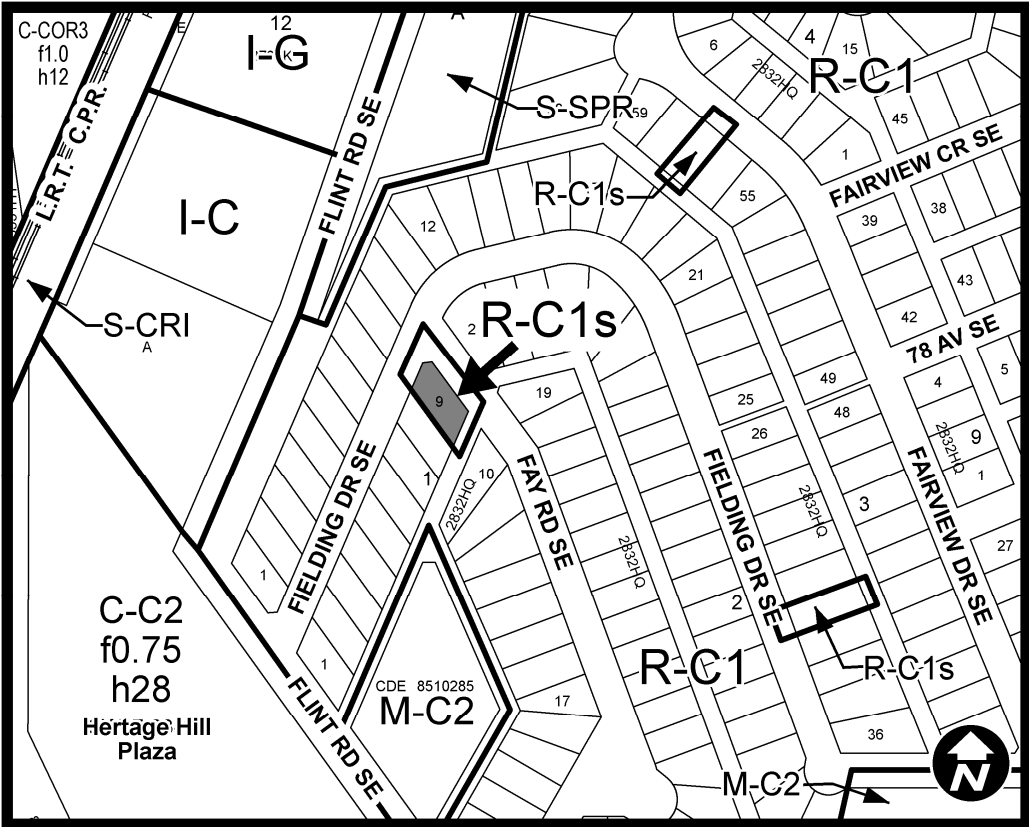 C-COR3
f1.0
h12
12
I-G
A
S-SPR
59
6
4
15
2832HQ
R-C1
45
1
FAIRVIEW CR SE
L.R.T.
C.P.R.
FLINT RD SE
I-C
R-C1s
55
39
38
12
21
43
42
78 AV SE
S-CRI
A
2
R-C1s
9
19
49
48
25
26
4
5
2832HQ
9
1
1
10
2832HQ
FIELDING DR SE
FAY RD SE
2832HQ
FIELDING DR SE
2832HQ
3
FAIRVIEW DR SE
27
1
2
C-C2
f0.75
h28
Hertage Hill
Plaza
1
FLINT RD SE
CDE 8510285
M-C2
17
R-C1
R-C1s
36
M-C2
N